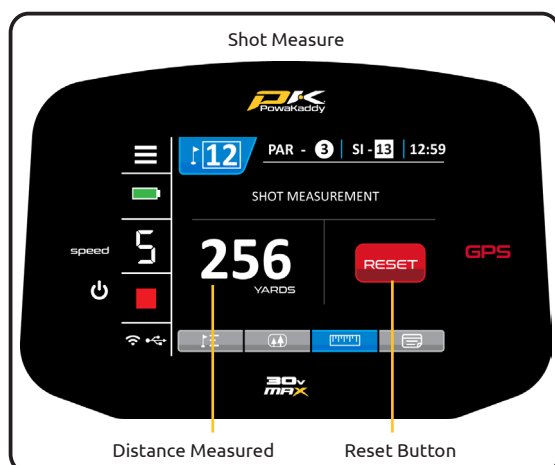 Shot Measure
PK
PowaKaddy
12 PAR - 3 SI - 13 12:59
SHOT MEASUREMENT
speed 5
256
YARDS
RESET
GPS
30v
MAX
Distance Measured Reset Button